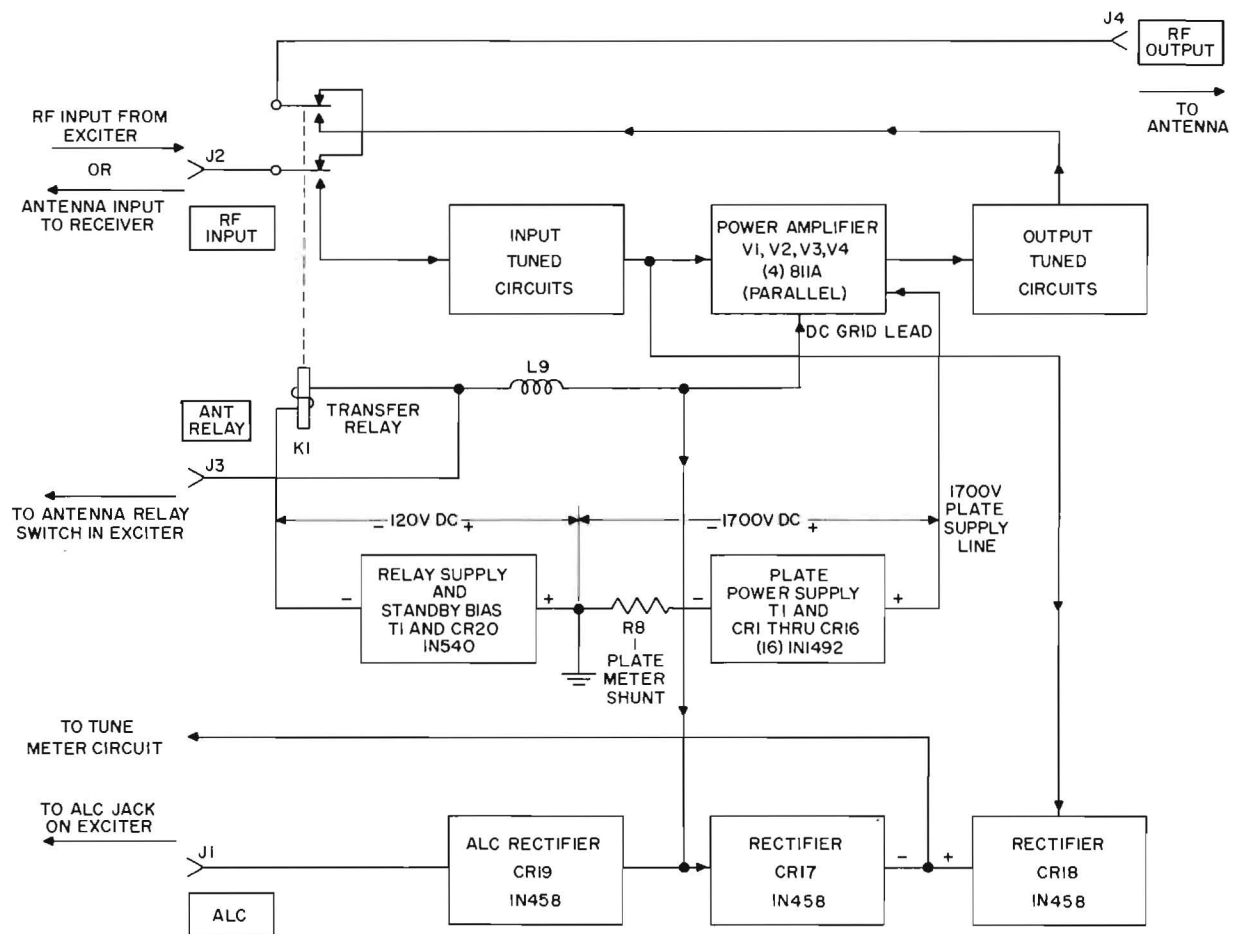 J4
RF
OUTPUT
TO
ANTENNA
RF INPUT FROM
EXCITER
OR
ANTENNA INPUT
TO RECEIVER
J2
RF
INPUT
INPUT
TUNED
CIRCUITS
POWER AMPLIFIER
V1, V2, V3, V4
(4) 811A
(PARALLEL)
OUTPUT
TUNED
CIRCUITS
DC GRID LEAD
L9
ANT
RELAY
TRANSFER
RELAY
K1
J3
TO ANTENNA RELAY
SWITCH IN EXCITER
- 120V DC +
- 1700V DC +
1700V
PLATE
SUPPLY
LINE
RELAY SUPPLY
AND
STANDBY BIAS
T1 AND CR20
IN540
-
+
R8
PLATE
METER
SHUNT
-
PLATE
POWER SUPPLY
T1 AND
CR1 THRU CR16
(16) IN1492
+
TO TUNE
METER CIRCUIT
TO ALC JACK
ON EXCITER
J1
ALC
ALC RECTIFIER
CR19
IN458
RECTIFIER
CR17
IN458
- +
RECTIFIER
CR18
IN458